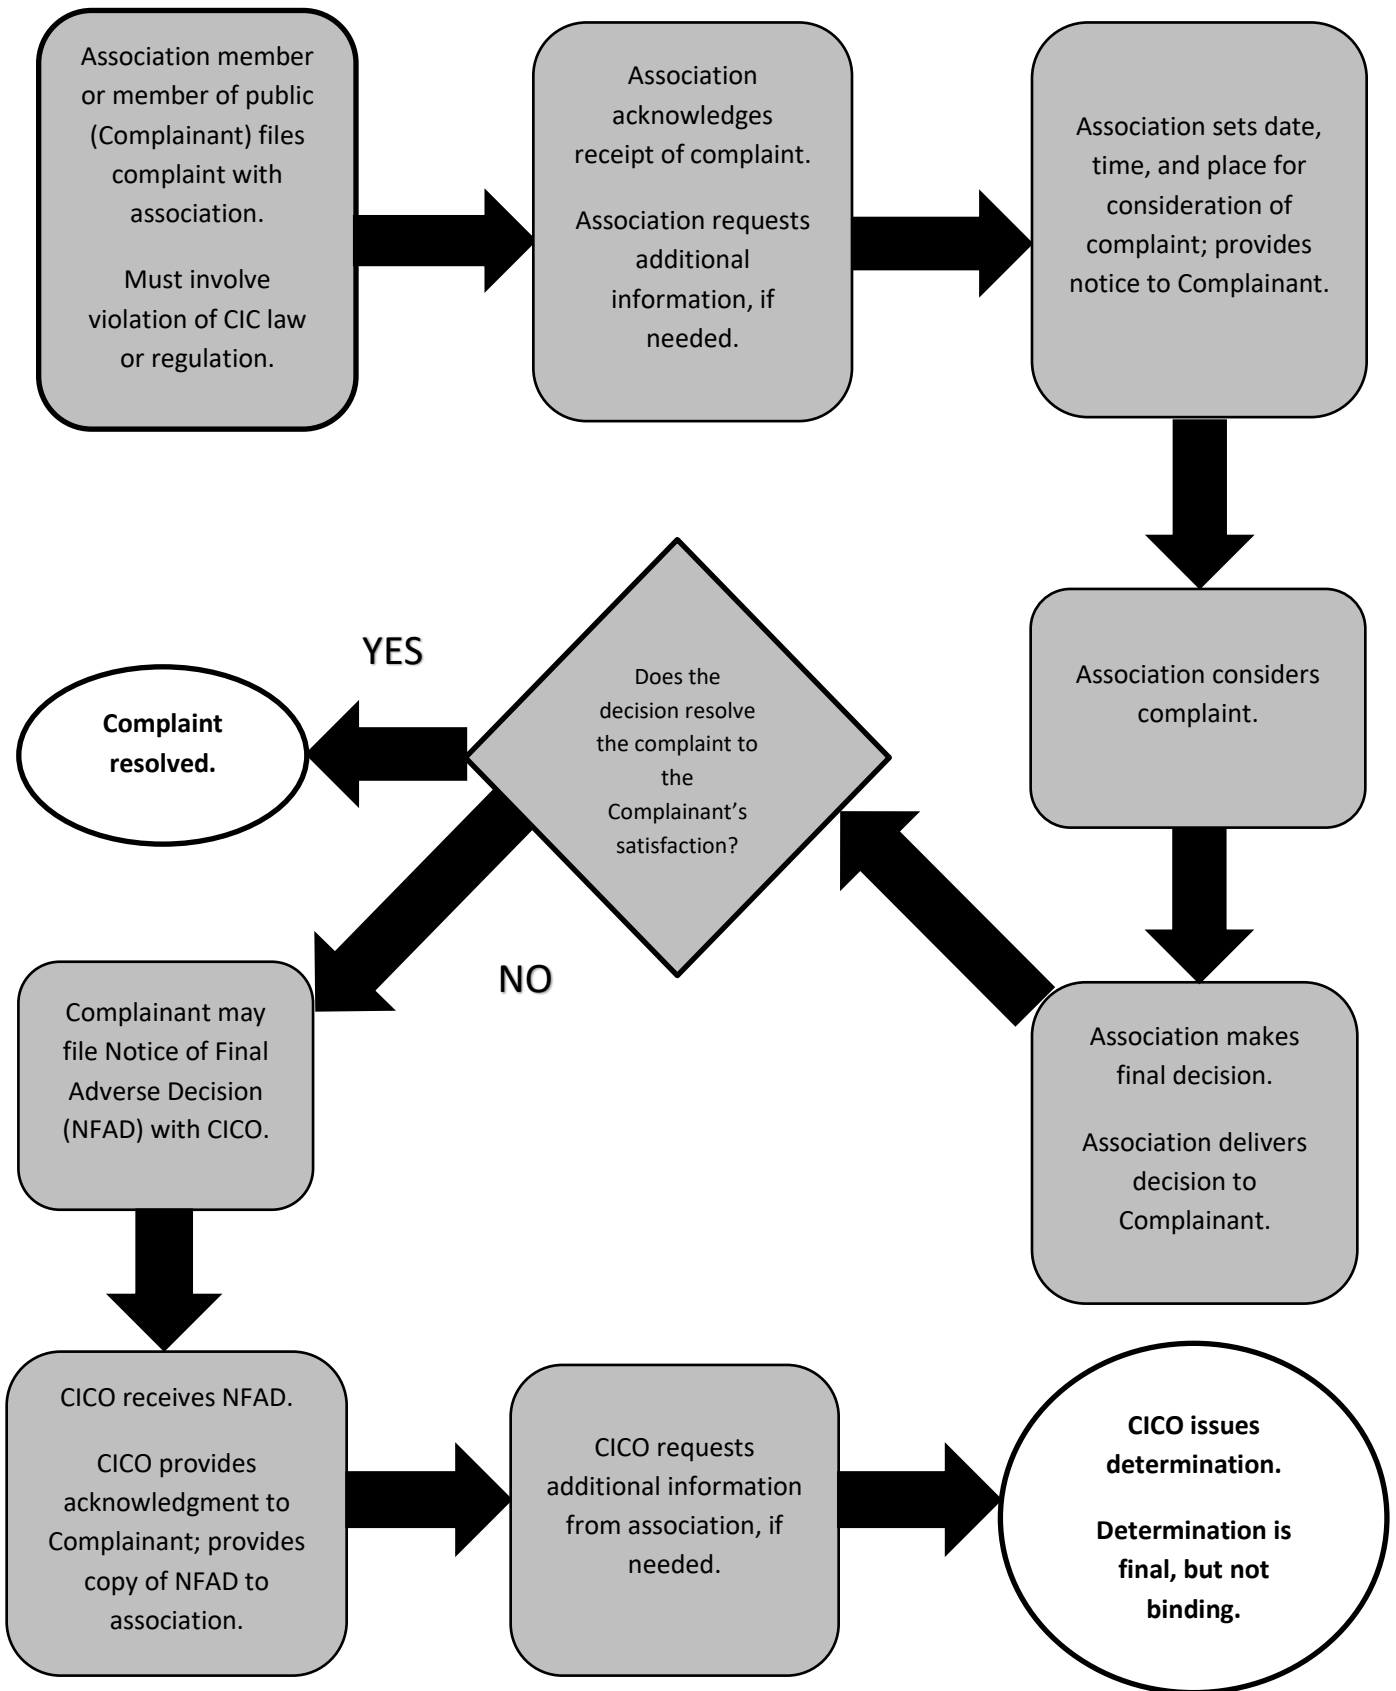 Association member
or member of public
(Complainant) files
complaint with
association.
Must involve
violation of CIC law
or regulation.
Association
acknowledges
receipt of complaint.
Association requests
additional
information, if
needed.
Association sets date,
time, and place for
consideration of
complaint; provides
notice to Complainant.
Association considers
complaint.
Association makes
final decision.
Association delivers
decision to
Complainant.
Does the
decision resolve
the complaint to
the
Complainant’s
satisfaction?
YES
Complaint
resolved.
NO
Complainant may
file Notice of Final
Adverse Decision
(NFAD) with CICO.
CICO receives NFAD.
CICO provides
acknowledgment to
Complainant; provides
copy of NFAD to
association.
CICO requests
additional information
from association, if
needed.
CICO issues
determination.
Determination is
final, but not
binding.